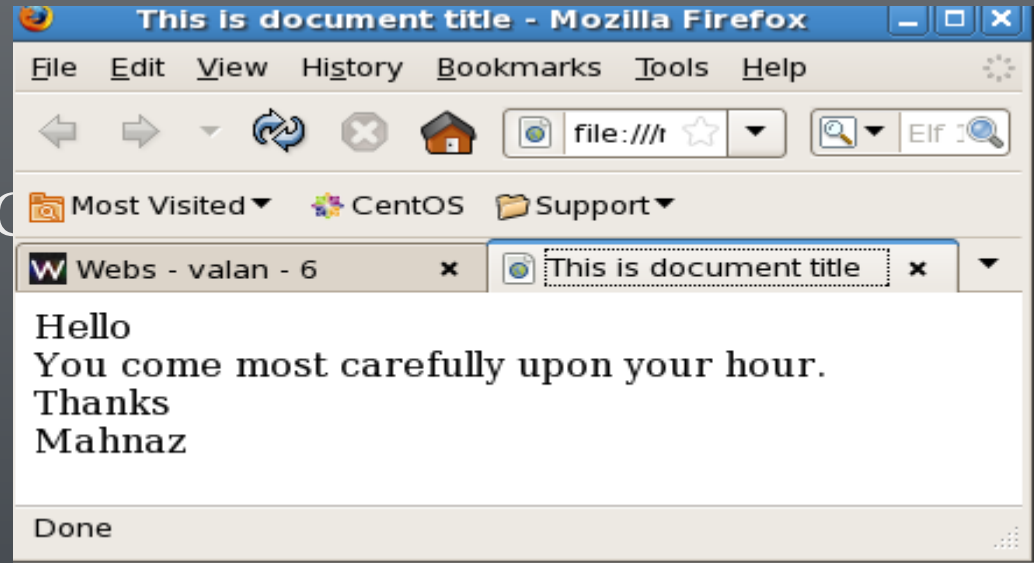 This is document title - Mozilla Firefox
File Edit View History Bookmarks Tools Help
file:///r Elf
Most Visited CentOS Support
Webs - valan - 6 This is document title
Hello
You come most carefully upon your hour.
Thanks
Mahnaz
Done